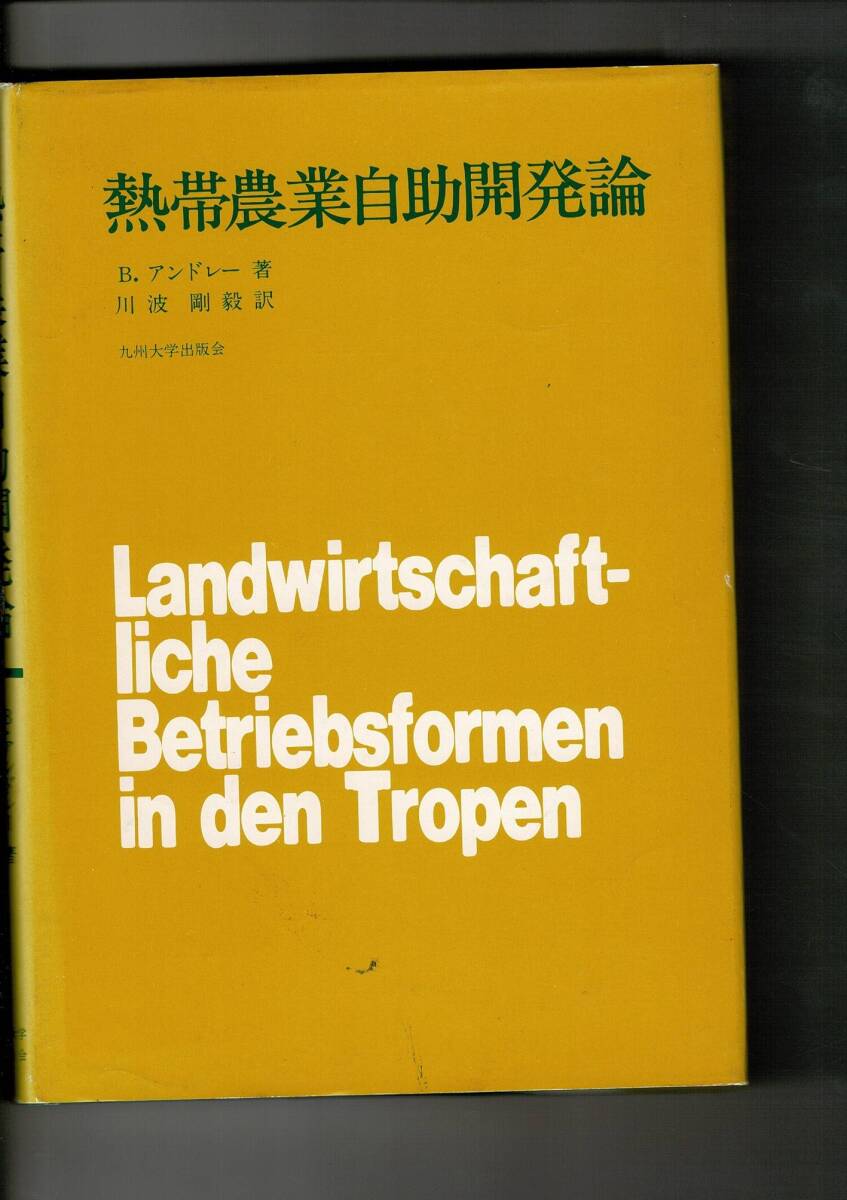 熱帯農業自助開発論
B. アンドレー 著
川波 剛毅 訳
九州大学出版会
Landwirtschaft-
liche
Betriebsformen
in den Tropen